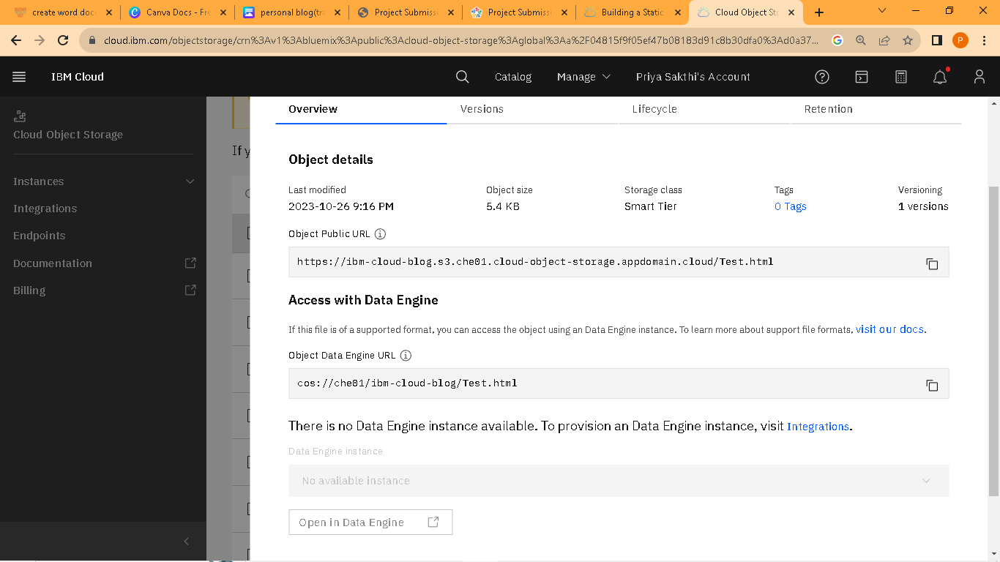 create word doc
Canva Docs - Fre
personal blog(tra
Project Submissi
Project Submissi
Building a Static
Cloud Object Sto
cloud.ibm.com/objectstorage/crn%3Av1%3Abluemix%3Apublic%3Acloud-object-storage%3Aglobal%3Aa%2F04815f9f05ef47b08183d91c8b30dfa0%3Ad0a37...
P
IBM Cloud
Catalog
Manage
Priya Sakthi's Account
Cloud Object Storage
Instances
Integrations
Endpoints
Documentation
Billing
If y
Overview
Versions
Lifecycle
Retention
Object details
Last modified
Object size
Storage class
Tags
Versioning
2023-10-26 9:16 PM
5.4 KB
Smart Tier
0 Tags
1 versions
Object Public URL
https://ibm-cloud-blog.s3.che01.cloud-object-storage.appdomain.cloud/Test.html
Access with Data Engine
If this file is of a supported format, you can access the object using an Data Engine instance. To learn more about support file formats, visit our docs.
Object Data Engine URL
cos://che01/ibm-cloud-blog/Test.html
There is no Data Engine instance available. To provision an Data Engine instance, visit Integrations.
Data Engine instance
No available instance
Open in Data Engine